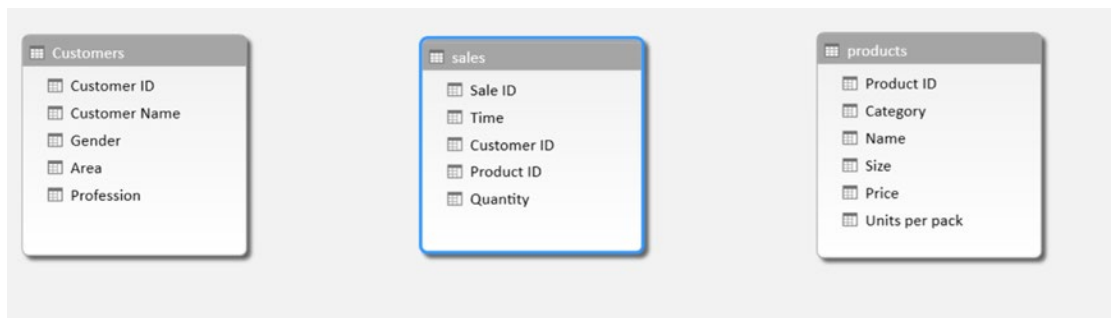 Customers
Customer ID
Customer Name
Gender
Area
Profession
sales
Sale ID
Time
Customer ID
Product ID
Quantity
products
Product ID
Category
Name
Size
Price
Units per pack